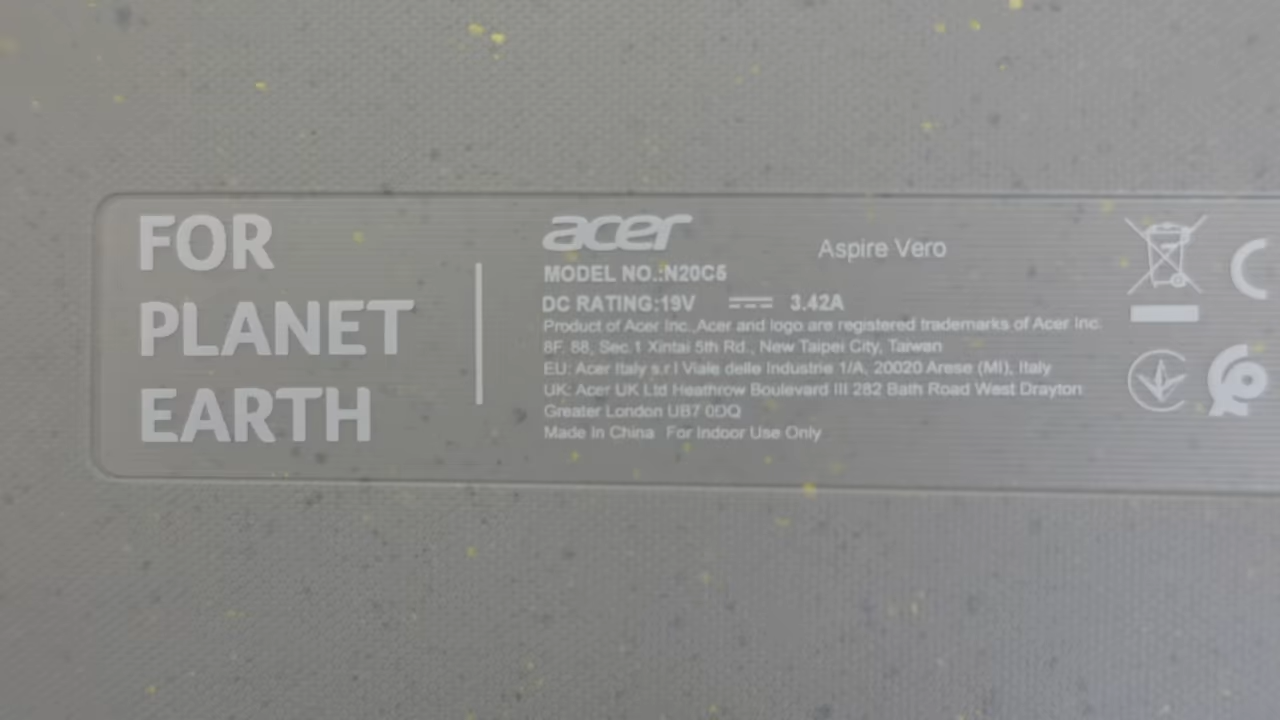 FOR
PLANET
EARTH
acer
Aspire Vero
MODEL NO.:N20C5
DC RATING:19V 3.42A
Product of Acer Inc.,Acer and logo are registered trademarks of Acer Inc.
8F, 88, Sec.1 Xintai 5th Rd., New Taipei City, Taiwan
EU: Acer Italy s.r.l Viale delle Industrie 1/A, 20020 Arese (MI), Italy
UK: Acer UK Ltd Heathrow Boulevard III 282 Bath Road West Drayton
Greater London UB7 0DQ
Made In China For Indoor Use Only